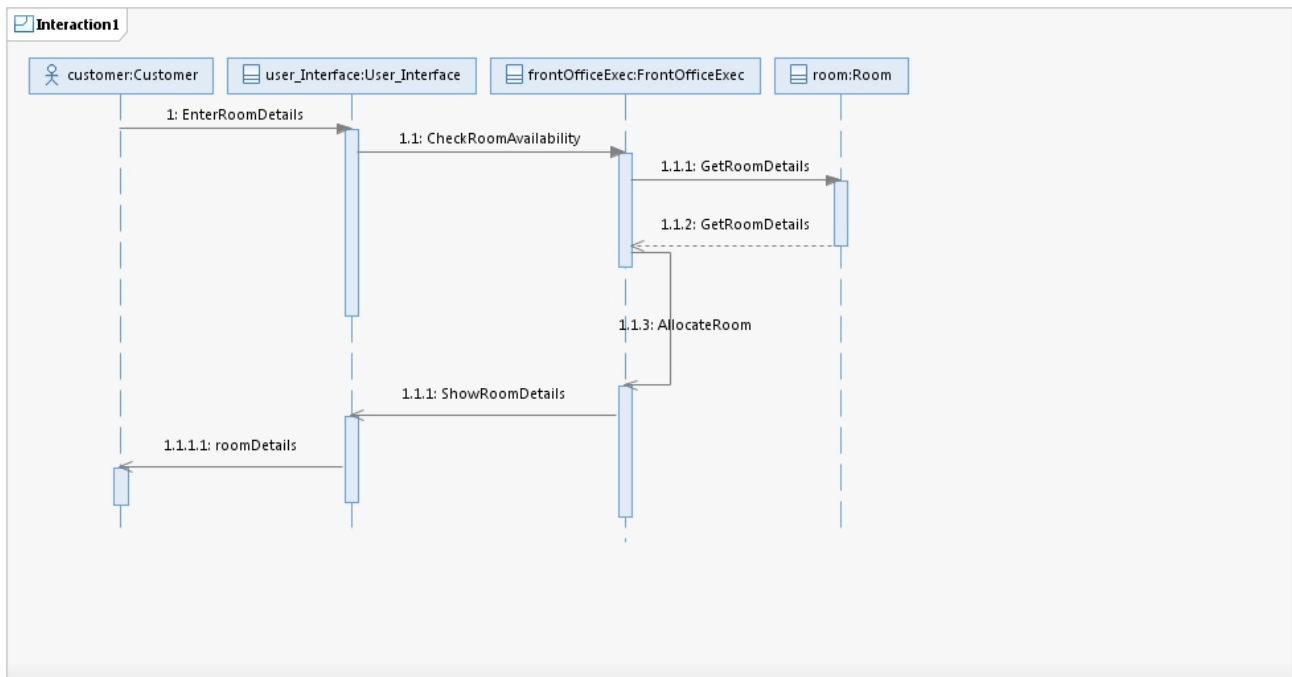 Interaction1
customer:Customer
user_Interface:User_Interface
frontOfficeExec:FrontOfficeExec
room:Room
1: EnterRoomDetails
1.1: CheckRoomAvailability
1.1.1: GetRoomDetails
1.1.2: GetRoomDetails
1.1.3: AllocateRoom
1.1.1: ShowRoomDetails
1.1.1.1: roomDetails